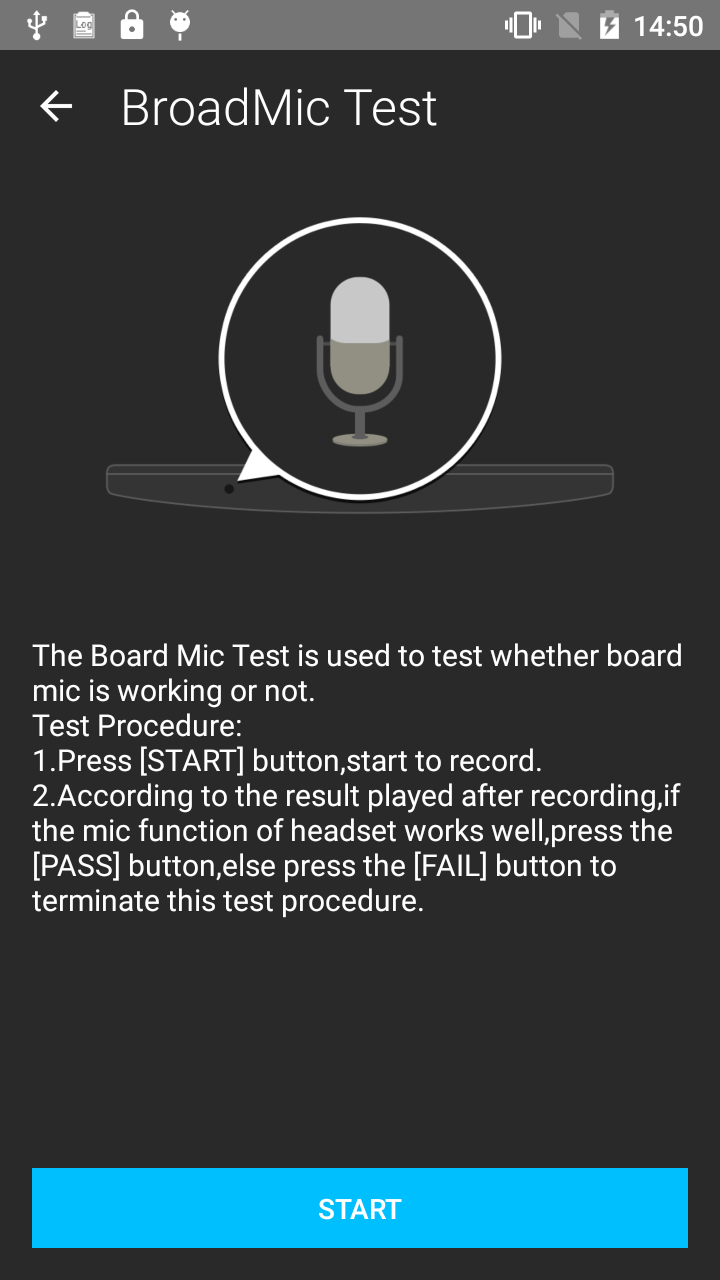 Log
14:50
BroadMic Test
The Board Mic Test is used to test whether board
mic is working or not.
Test Procedure:
1.Press [START] button,start to record.
2.According to the result played after recording,if
the mic function of headset works well,press the
[PASS] button,else press the [FAIL] button to
terminate this test procedure.
START